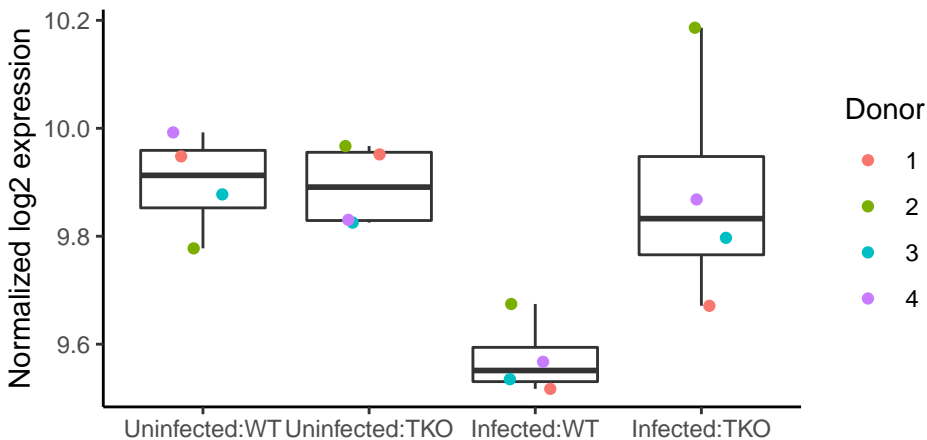 Normalized log2 expression
10.2
10.0
9.8
9.6
Uninfected:WT Uninfected:TKO Infected:WT Infected:TKO
Donor
1
2
3
4